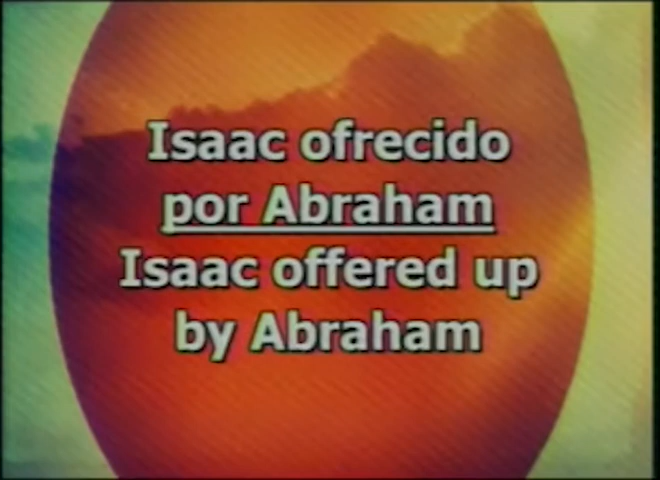 Isaac ofrecido
por Abraham
Isaac offered up
by Abraham